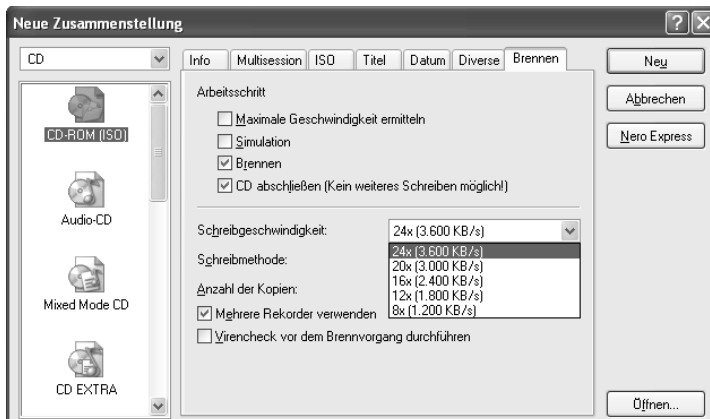 Neue Zusammenstellung
CD
CD-ROM (ISO)
Audio-CD
Mixed Mode CD
CD EXTRA
Info
Multisession
ISO
Titel
Datum
Diverse
Brennen
Arbeitsschritt
Maximale Geschwindigkeit ermitteln
Simulation
Brennen
CD abschließen (Kein weiteres Schreiben möglich!)
Schreibgeschwindigkeit:
24x (3.600 KB/s)
24x (3.600 KB/s)
20x (3.000 KB/s)
16x (2.400 KB/s)
12x (1.800 KB/s)
8x (1.200 KB/s)
Schreibmethode:
Anzahl der Kopien:
Mehrere Rekorder verwenden
Virencheck vor dem Brennvorgang durchführen
Neu
Abbrechen
Nero Express
Öffnen...